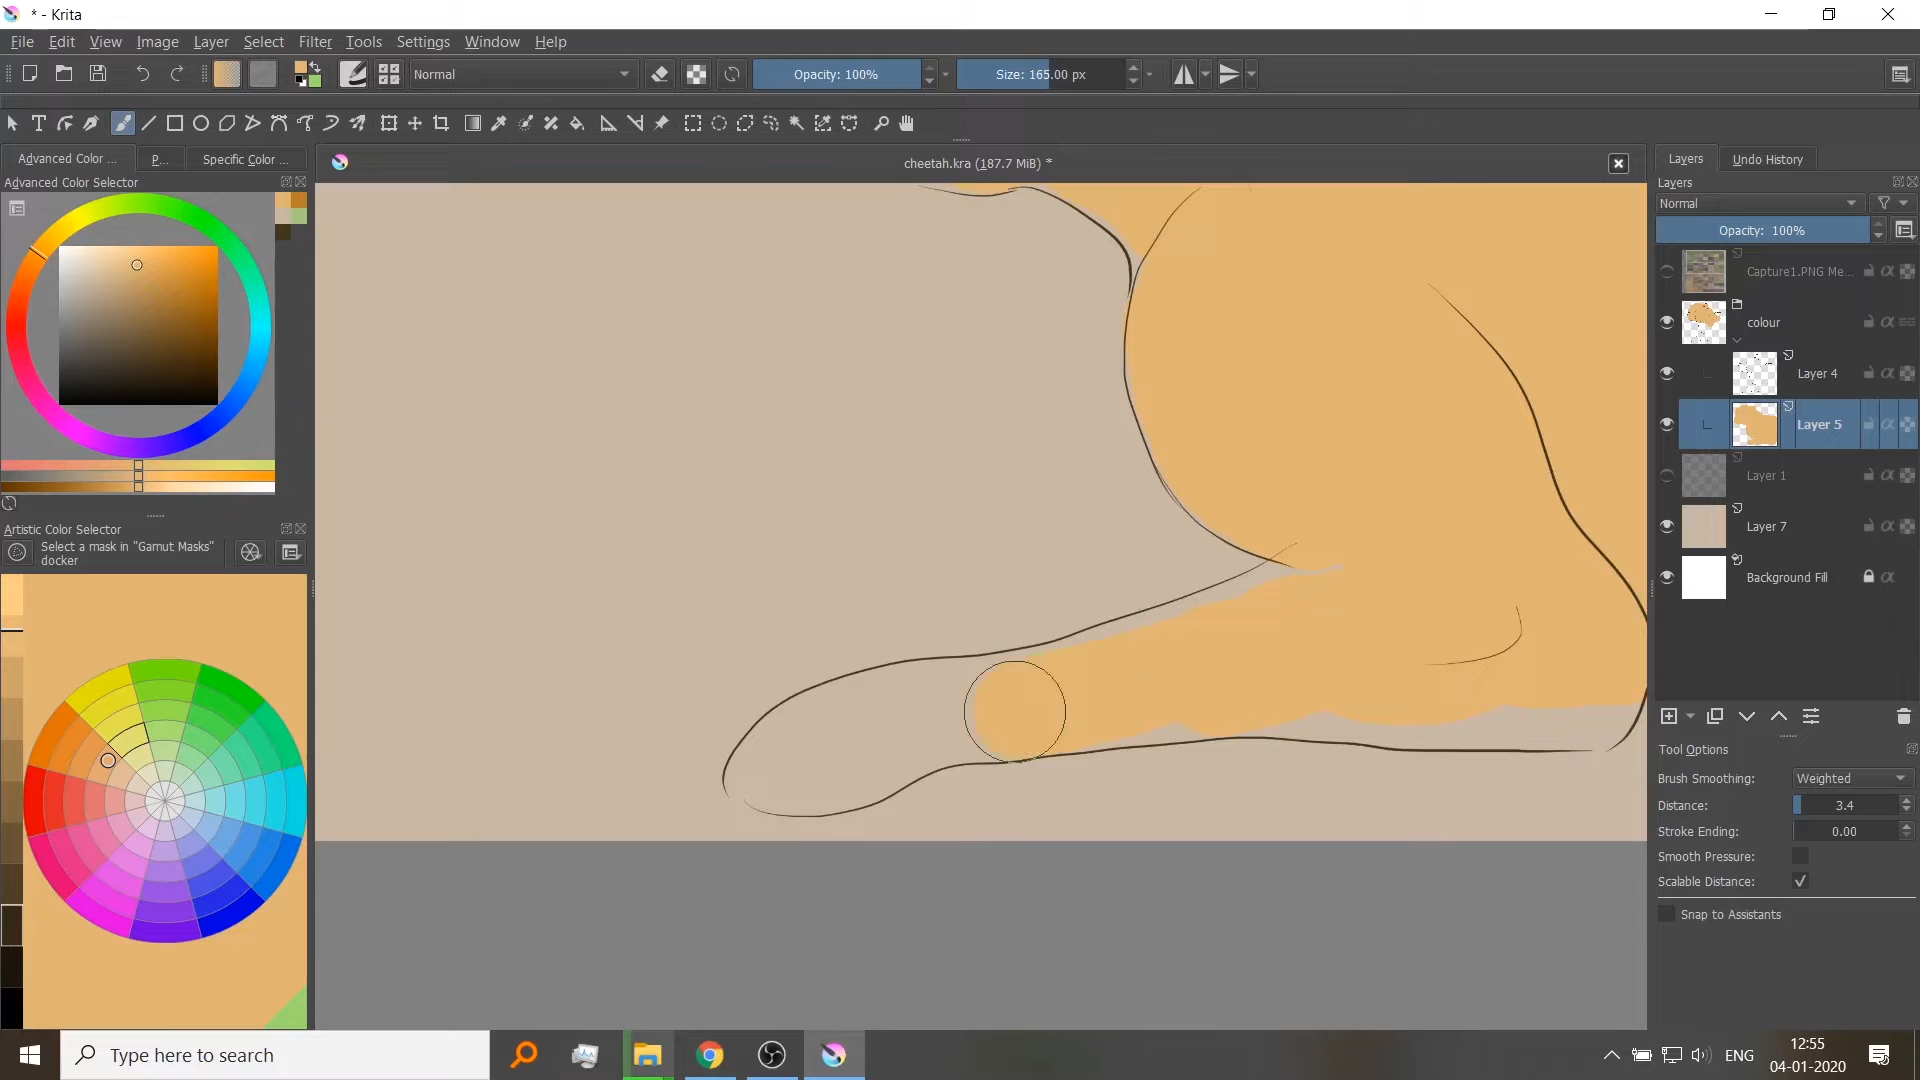 * - Krita
File Edit View Image Layer Select Filter Tools Settings Window Help
Normal Opacity: 100% Size: 165.00 px
Advanced Color ... P... Specific Color ...
Advanced Color Selector
cheetah.kra (187.7 MiB) *
Layers Undo History
Layers
Normal
Opacity: 100%
Capture1.PNG Me...
colour
Layer 4
Layer 5
Layer 1
Layer 7
Background Fill
Artistic Color Selector
Select a mask in "Gamut Masks"
docker
Tool Options
Brush Smoothing: Weighted
Distance: 3.4
Stroke Ending: 0.00
Smooth Pressure:
Scalable Distance:
Snap to Assistants
Type here to search
ENG
12:55
04-01-2020